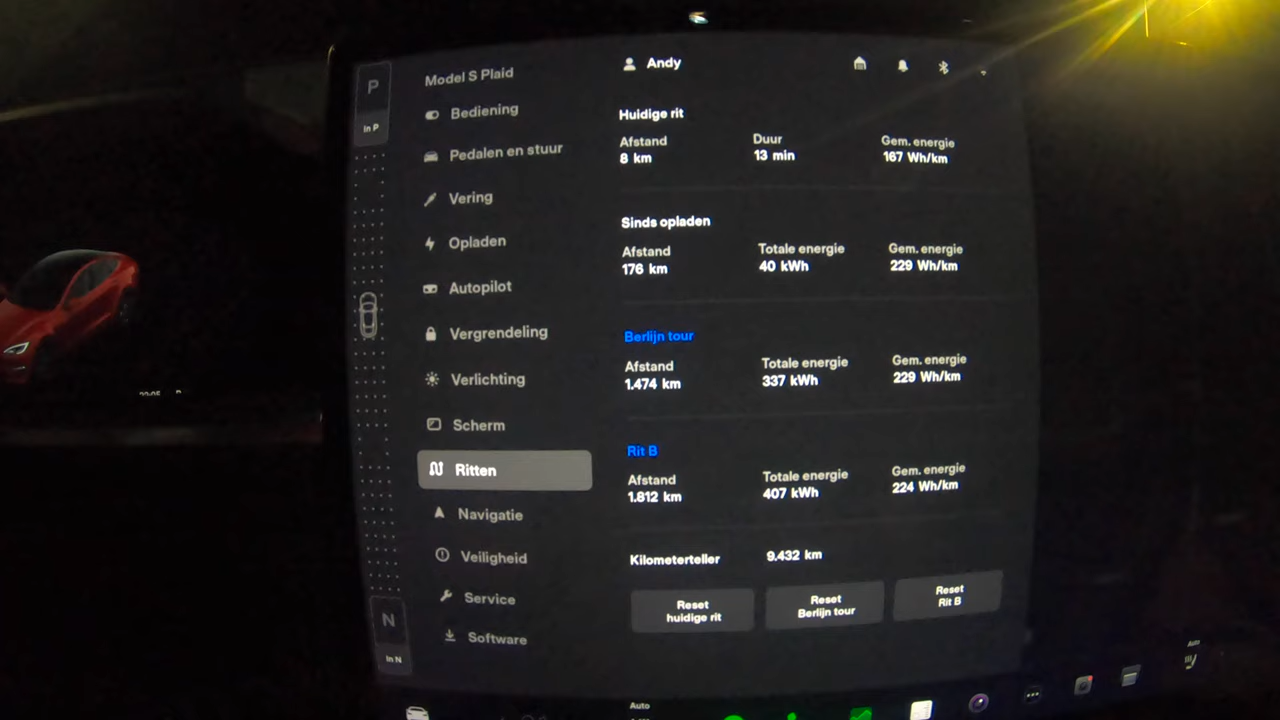 P
In P
Model S Plaid
Andy
Bediening
Pedalen en stuur
Vering
Opladen
Autopilot
Vergrendeling
Verlichting
Scherm
Ritten
Navigatie
Veiligheid
Service
Software
N
In N
Huidige rit
Afstand Duur Gem. energie
8 km 13 min 167 Wh/km
Sinds opladen
Afstand Totale energie Gem. energie
176 km 40 kWh 229 Wh/km
Berlijn tour
Afstand Totale energie Gem. energie
1.474 km 337 kWh 229 Wh/km
Rit B
Afstand Totale energie Gem. energie
1.812 km 407 kWh 224 Wh/km
Kilometerteller 9.432 km
Reset
huidige rit
Reset
Berlijn tour
Reset
Rit B
Auto
Auto